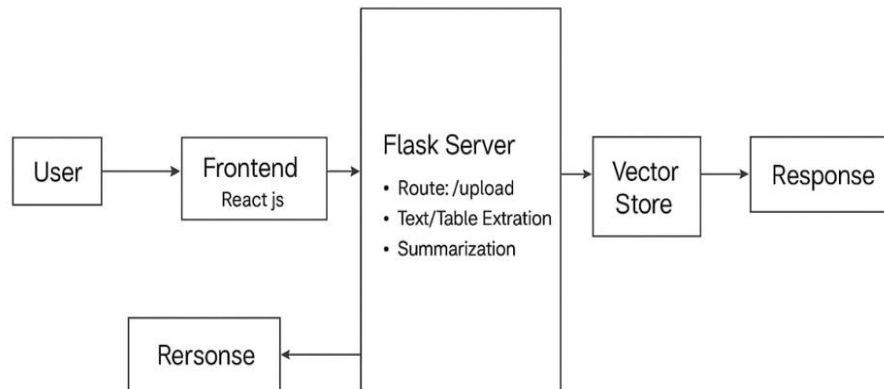 User
Frontend
React js
Flask Server
• Route: /upload
• Text/Table Extration
• Summarization
Vector
Store
Response
Rersonse